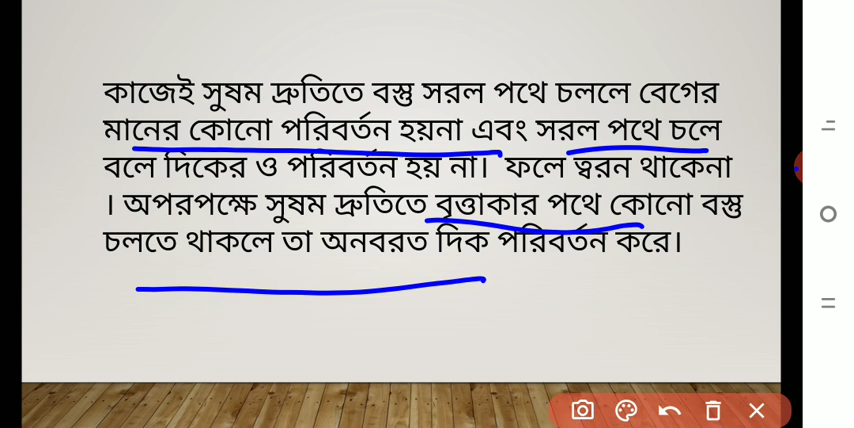 কাজেই সুষম দ্রুতিতে বস্তু সরল পথে চললে বেগের
মানের কোনো পরিবর্তন হয়না এবং সরল পথে চলে
বলে দিকের ও পরিবর্তন হয় না। ফলে ত্বরন থাকেনা
। অপরপক্ষে সুষম দ্রুতিতে বৃত্তাকার পথে কোনো বস্তু
চলতে থাকলে তা অনবরত দিক পরিবর্তন করে।